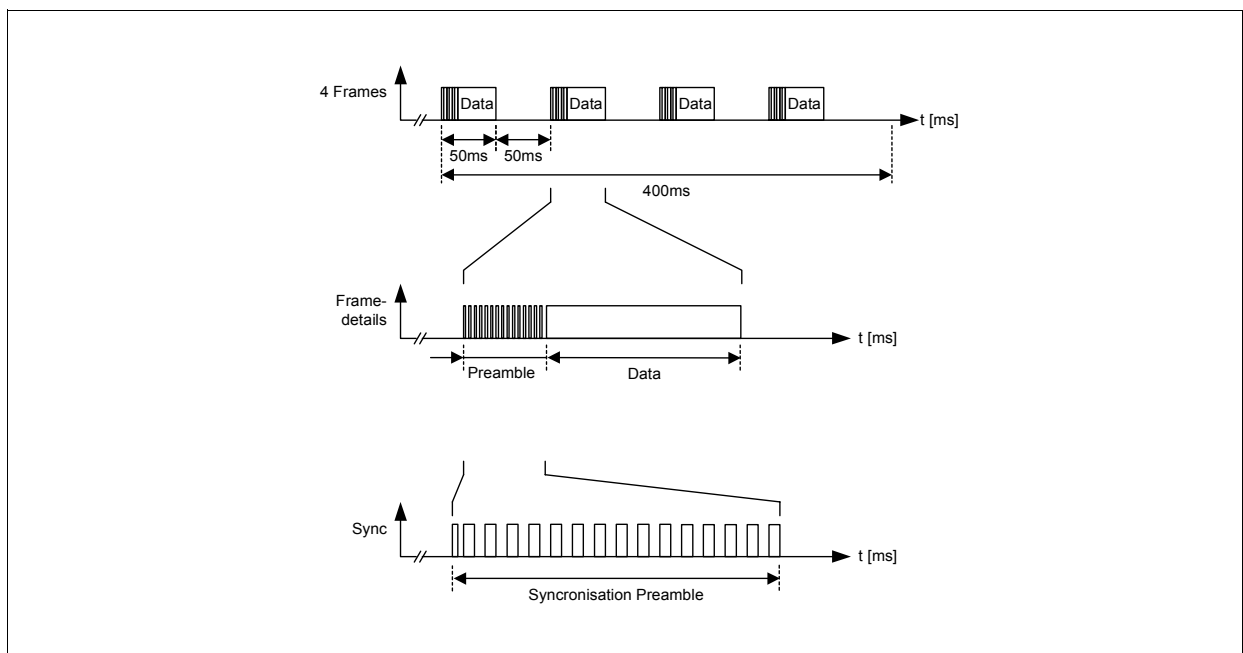 4 Frames
Data Data Data Data
t [ms]
50ms 50ms
400ms
Frame-
details
t [ms]
Preamble Data
Sync
t [ms]
Syncronisation Preamble